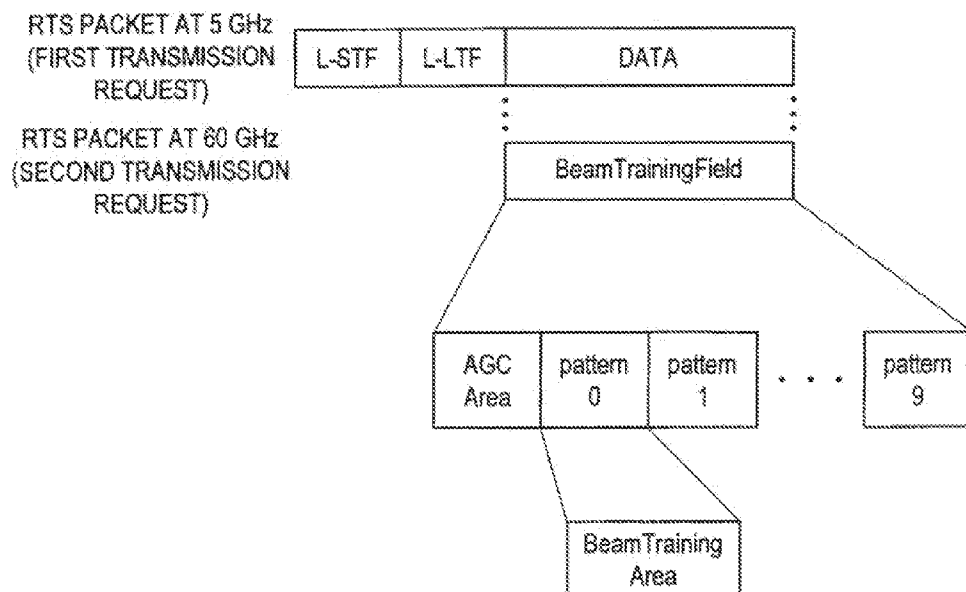 RTS PACKET AT 5 GHz
(FIRST TRANSMISSION
REQUEST)
L-STF
L-LTF
DATA
RTS PACKET AT 60 GHz
(SECOND TRANSMISSION
REQUEST)
BeamTrainingField
AGC
Area
pattern
0
pattern
1
pattern
9
BeamTraining
Area